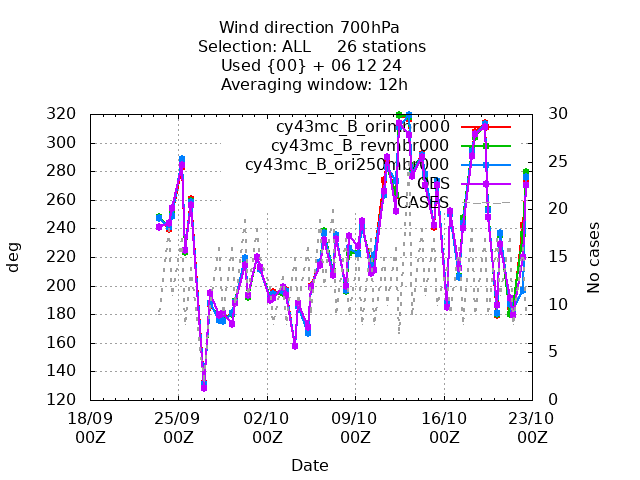 Wind direction 700hPa
Selection: ALL 26 stations
Used {00} + 06 12 24
Averaging window: 12h
cy43mc_B_orinhbr000
cy43mc_B_revnhbr000
cy43mc_B_ori250mbr000
OBS
CASES
deg
320
300
280
260
240
220
200
180
160
140
120
No cases
30
25
20
15
10
5
0
18/09 25/09 02/10 09/10 16/10 23/10
00Z 00Z 00Z 00Z 00Z 00Z
Date